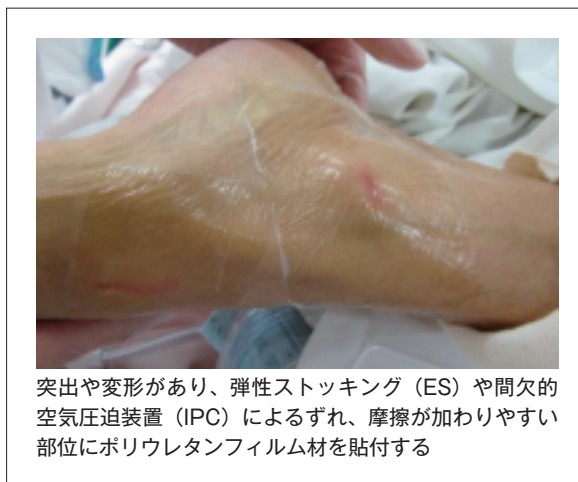 突出や変形があり、弾性ストッキング（ES）や間欠的
空気圧迫装置（IPC）によるずれ、摩擦が加わりやすい
部位にポリウレタンフィルム材を貼付する